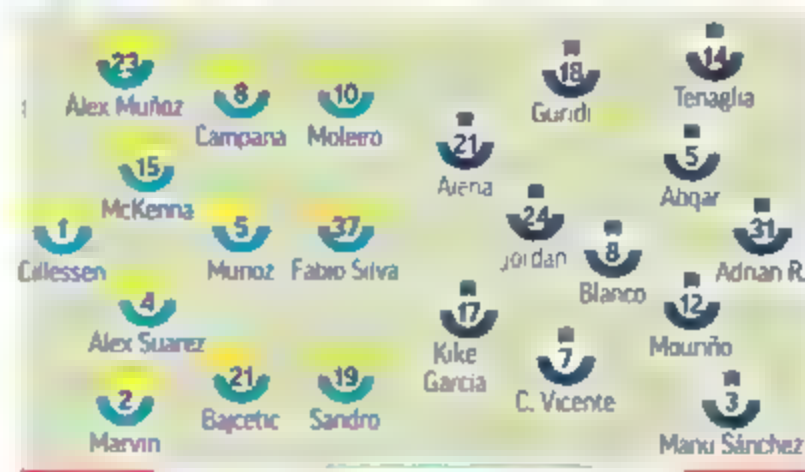 23
Alex Muñoz
8
Campana
10
Moleiro
15
McKenna
1
Cillessen
5
Munoz
37
Fabio Silva
4
Alex Suarez
2
Marvin
21
Bajcetic
19
Sandro
18
Guridi
14
Tenaglia
21
Arena
5
Abqar
24
Jordan
8
Blanco
31
Adrian R.
17
Kike
García
12
Mouriño
7
C. Vicente
3
Manu Sánchez